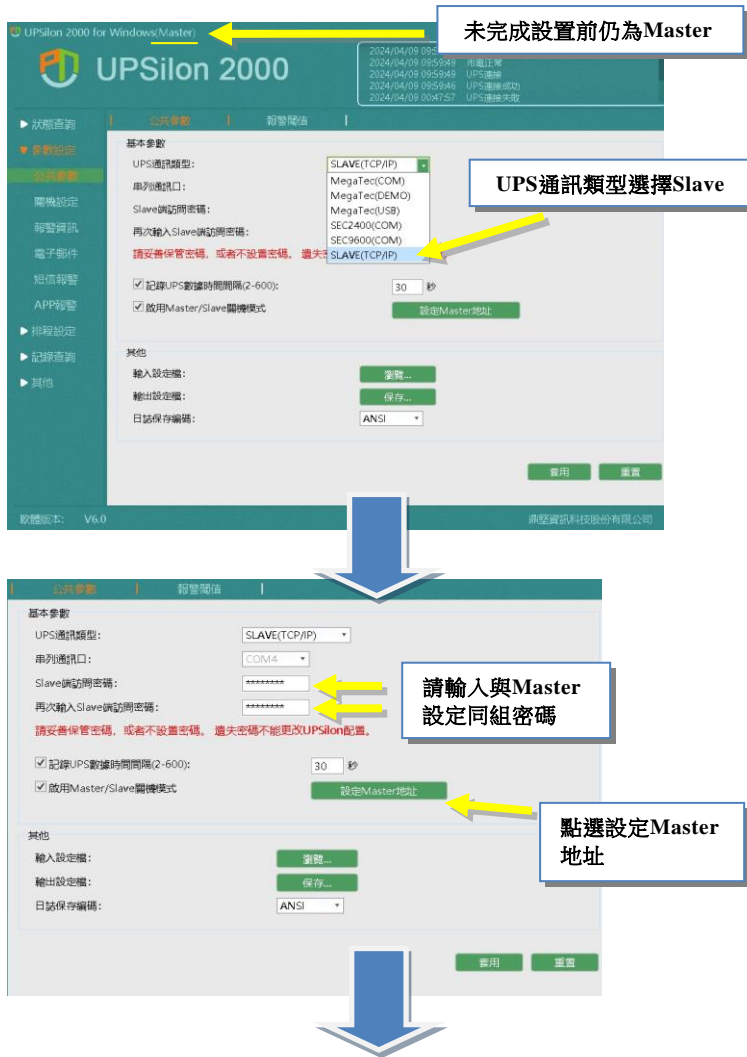 UPSilon 2000 for Windows(Master)
未完成設置前仍為Master
UPSilon 2000
2024/04/09 09:59:49 市電正常
2024/04/09 09:59:49 UPS連接
2024/04/09 09:59:46 UPS連接成功
2024/04/09 00:47:57 UPS連接失敗
狀態查詢
參數設定
公共參數
開機設定
報警資訊
電子郵件
短信報警
APP報警
排程設定
記錄查詢
其他
公共參數
報警閥值
基本參數
UPS通訊類型:
SLAVE(TCP/IP)
MegaTec(COM)
MegaTec(DEMO)
MegaTec(USB)
SEC2400(COM)
SEC9600(COM)
SLAVE(TCP/IP)
UPS通訊類型選擇Slave
串列通訊口:
Slave端訪問密碼:
再次輸入Slave端訪問密碼:
請妥善保管密碼，或者不設置密碼。 遺失
記錄UPS數據時間間隔(2-600):
30 秒
啟用Master/Slave關機模式
設定Master地址
其他
輸入設定檔:
瀏覽...
輸出設定檔:
保存...
日誌保存編碼:
ANSI
套用
重置
軟體版本: V6.0
鼎堅資訊科技股份有限公司
公共參數
報警閥值
基本參數
UPS通訊類型:
SLAVE(TCP/IP)
串列通訊口:
COM4
Slave端訪問密碼:
********
再次輸入Slave端訪問密碼:
********
請輸入與Master
設定同組密碼
請妥善保管密碼，或者不設置密碼。 遺失密碼不能更改UPSilon配置。
記錄UPS數據時間間隔(2-600):
30 秒
啟用Master/Slave關機模式
設定Master地址
點選設定Master
地址
其他
輸入設定檔:
瀏覽...
輸出設定檔:
保存...
日誌保存編碼:
ANSI
套用
重置